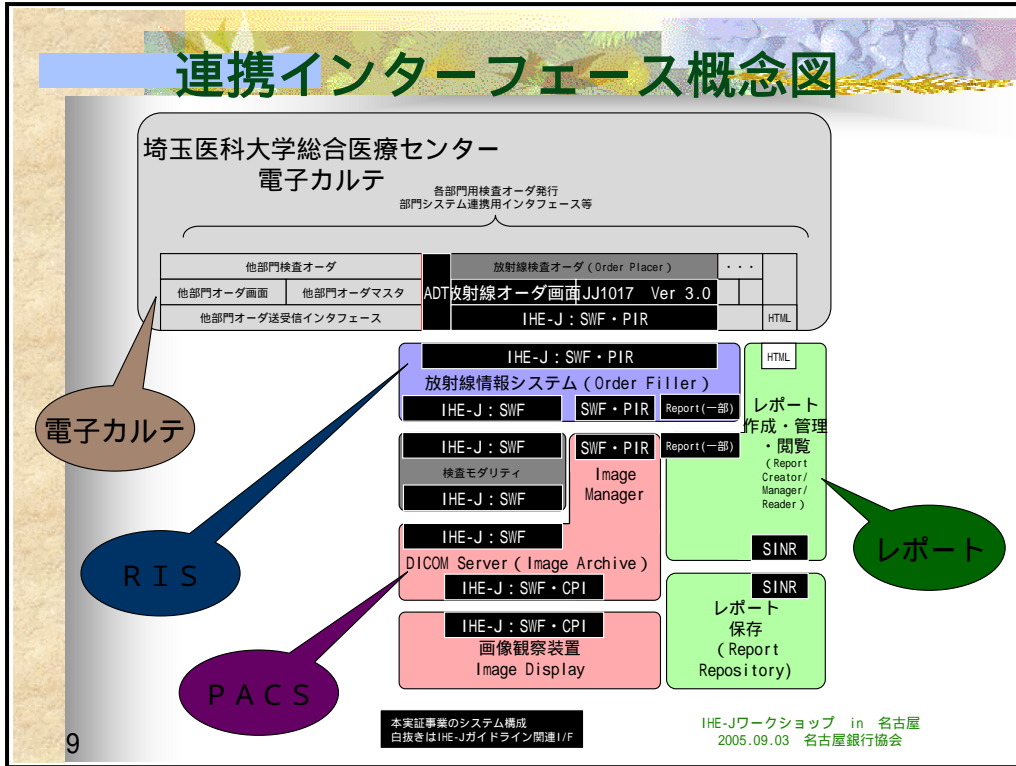 連携インターフェース概念図
埼玉医科大学総合医療センター
電子カルテ
各部門用検査オーダ発行
部門システム連携用インタフェース等
他部門検査オーダ
他部門オーダ画面
他部門オーダマスタ
他部門オーダ送受信インタフェース
ADT
放射線検査オーダ（Order Placer）
放射線オーダ画面
JJ1017 Ver 3.0
IHE-J：SWF・PIR
・・・
HTML
IHE-J：SWF・PIR
放射線情報システム（Order Filler）
IHE-J：SWF
SWF・PIR
Report(一部)
HTML
レポート
作成・管理
・閲覧
（Report
Creator/
Manager/
Reader）
SINR
IHE-J：SWF
検査モダリティ
IHE-J：SWF
SWF・PIR
Report(一部)
Image
Manager
IHE-J：SWF
DICOM Server（Image Archive）
IHE-J：SWF・CPI
IHE-J：SWF・CPI
画像観察装置
Image Display
SINR
レポート
保存
（Report
Repository)
電子カルテ
ＲＩＳ
ＰＡＣＳ
レポート
本実証事業のシステム構成
白抜きはIHE-Jガイドライン関連I/F
IHE-Jワークショップ in 名古屋
2005.09.03 名古屋銀行協会
9